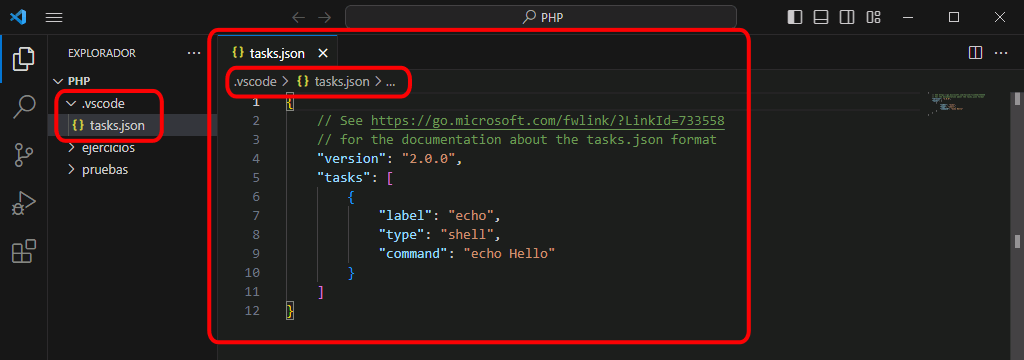 PHP
EXPLORADOR ...
PHP
.vscode
{} tasks.json
ejercicios
pruebas
{} tasks.json
.vscode > {} tasks.json > ...
1 {
2 // See https://go.microsoft.com/fwlink/?LinkId=733558
3 // for the documentation about the tasks.json format
4 "version": "2.0.0",
5 "tasks": [
6 {
7 "label": "echo",
8 "type": "shell",
9 "command": "echo Hello"
10 }
11 ]
12 }